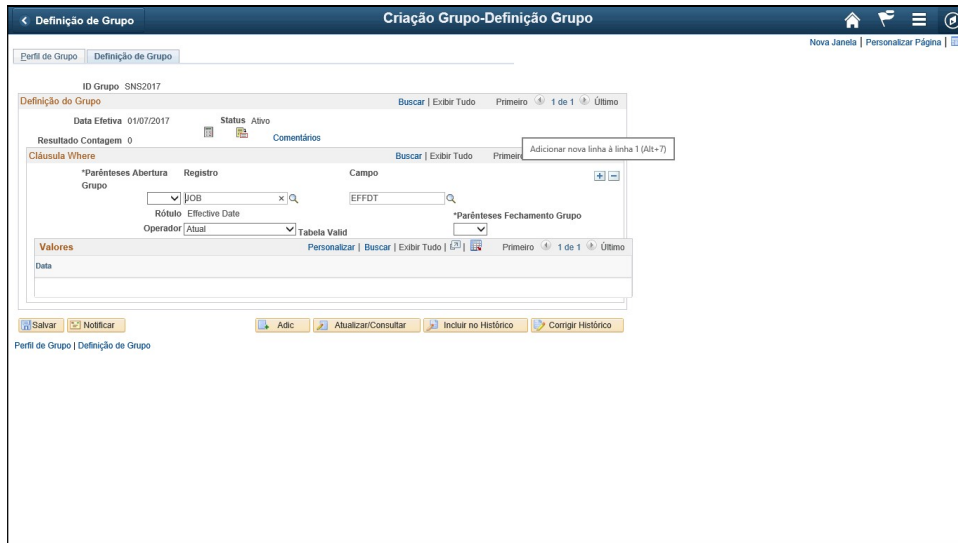 Definição de Grupo
Criação Grupo-Definição Grupo
Nova Janela | Personalizar Página |
Perfil de Grupo
Definição de Grupo
ID Grupo SNS2017
Definição do Grupo
Buscar | Exibir Tudo
Primeiro 1 de 1 Último
Data Efetiva 01/07/2017
Status Ativo
Resultado Contagem 0
Comentários
Cláusula Where
Buscar | Exibir Tudo
Adicionar nova linha à linha 1 (Alt+7)
*Parênteses Abertura Grupo
Registro
Campo
JOB
EFFDT
Rótulo Effective Date
*Parênteses Fechamento Grupo
Operador Atual
Tabela Valid
Valores
Personalizar | Buscar | Exibir Tudo |
Primeiro 1 de 1 Último
Data
Salvar
Notificar
Adic
Atualizar/Consultar
Incluir no Histórico
Corrigir Histórico
Perfil de Grupo | Definição de Grupo